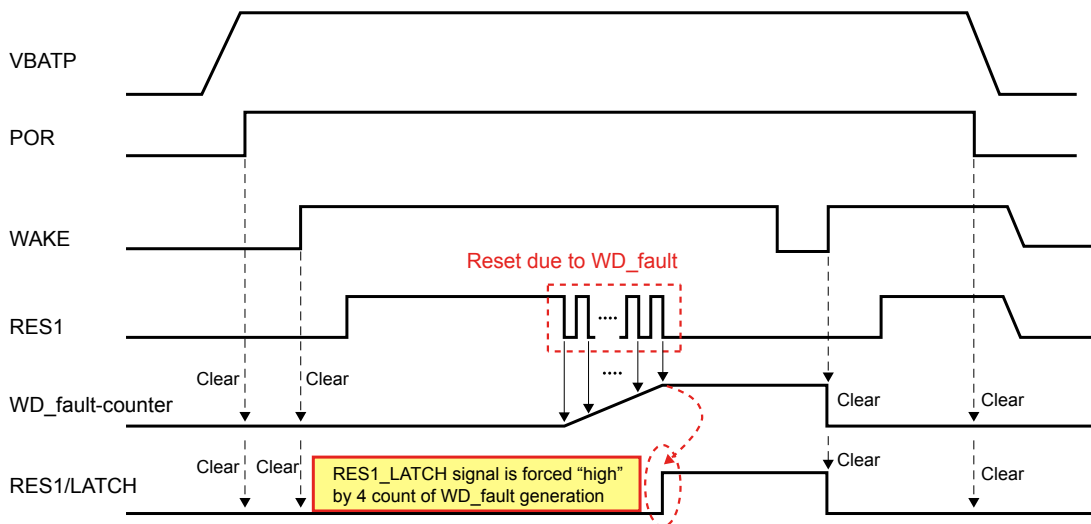 VBATP
POR
WAKE
Reset due to WD_fault
RES1
....
....
Clear
Clear
WD_fault-counter
Clear
Clear
Clear
Clear
RES1/LATCH
RES1_LATCH signal is forced “high”
by 4 count of WD_fault generation
Clear
Clear